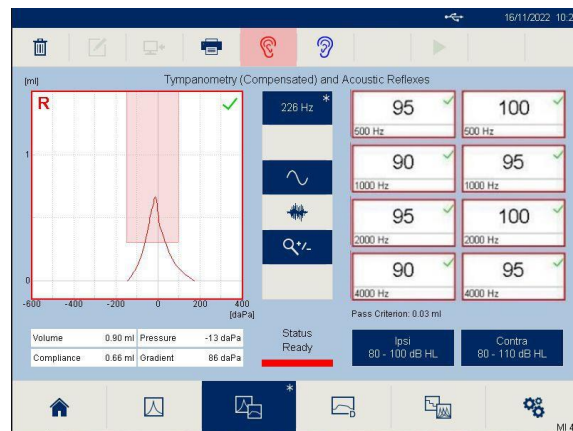 16/11/2022 10:2
[ml]
Tympanometry (Compensated) and Acoustic Reflexes
R
1
0
-600 -400 -200 0 200 400
[daPa]
226 Hz *
Q+/-
95
500 Hz
100
500 Hz
90
1000 Hz
95
1000 Hz
95
2000 Hz
100
2000 Hz
90
4000 Hz
95
4000 Hz
Pass Criterion: 0.03 ml
Volume 0.90 ml Pressure -13 daPa
Compliance 0.66 ml Gradient 86 daPa
Status
Ready
Ipsi
80 - 100 dB HL
Contra
80 - 110 dB HL
*
D
MI 4